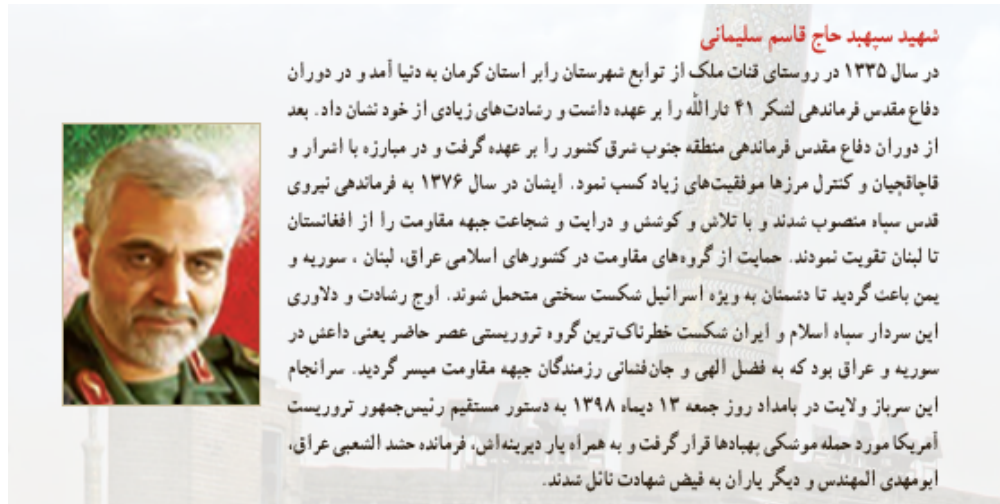 شهید سپهبد حاج قاسم سلیمانی
در سال ۱۳۳۵ در روستای قنات ملک از توابع شهرستان رابر استان کرمان به دنیا آمد و در دوران
دفاع مقدس فرماندهی لشکر ۴۱ ثارالله را بر عهده داشت و رشادت‌های زیادی از خود نشان داد. بعد
از دوران دفاع مقدس فرماندهی منطقه جنوب شرق کشور را بر عهده گرفت و در مبارزه با اشرار و
قاچاقچیان و کنترل مرزها موفقیت‌های زیاد کسب نمود. ایشان در سال ۱۳۷۶ به فرماندهی نیروی
قدس سپاه منصوب شدند و با تلاش و کوشش و درایت و شجاعت جبهه مقاومت را از افغانستان
تا لبنان تقویت نمودند. حمایت از گروه‌های مقاومت در کشورهای اسلامی عراق، لبنان ، سوریه و
یمن باعث گردید تا دشمنان به ویژه اسرائیل شکست سختی متحمل شوند. اوج رشادت و دلاوری
این سردار سپاه اسلام و ایران شکست خطرناک‌ترین گروه تروریستی عصر حاضر یعنی داعش در
سوریه و عراق بود که به فضل الهی و جان‌فشانی رزمندگان جبهه مقاومت میسر گردید. سرانجام
این سرباز ولایت در بامداد روز جمعه ۱۳ دیماه ۱۳۹۸ به دستور مستقیم رئیس‌جمهور تروریست
آمریکا مورد حمله موشکی پهبادها قرار گرفت و به همراه یار دیرینه‌اش، فرمانده حشد الشعبی عراق،
ابومهدی المهندس و دیگر یاران به فیض شهادت نائل شدند.